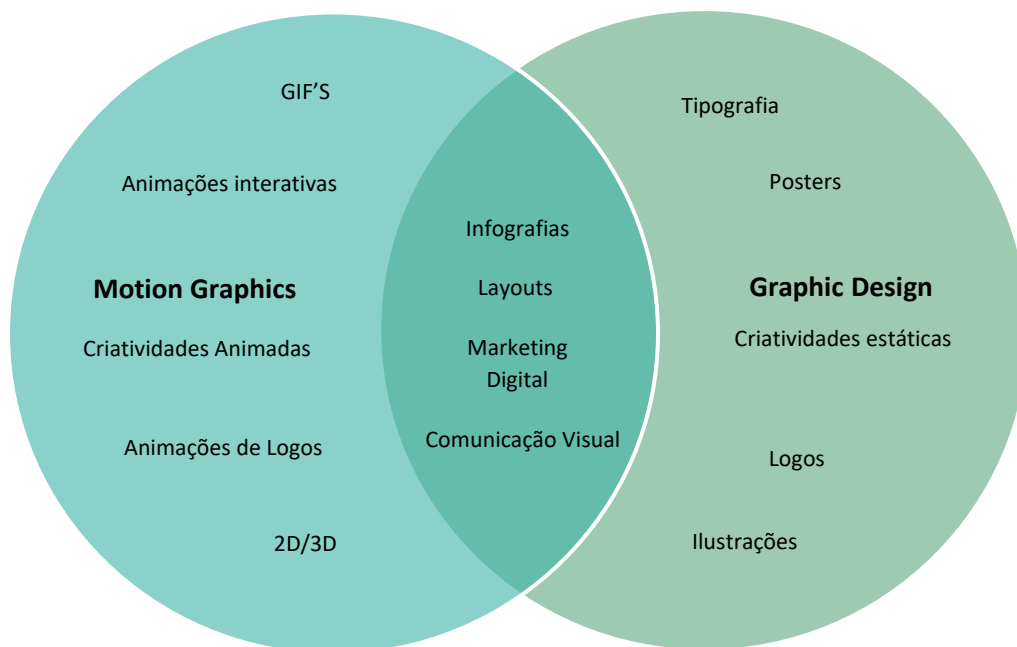 GIF'S
Animações interativas
Motion Graphics
Criatividades Animadas
Animações de Logos
2D/3D
Infografias
Layouts
Marketing
Digital
Comunicação Visual
Tipografia
Posters
Graphic Design
Criatividades estáticas
Logos
Ilustrações